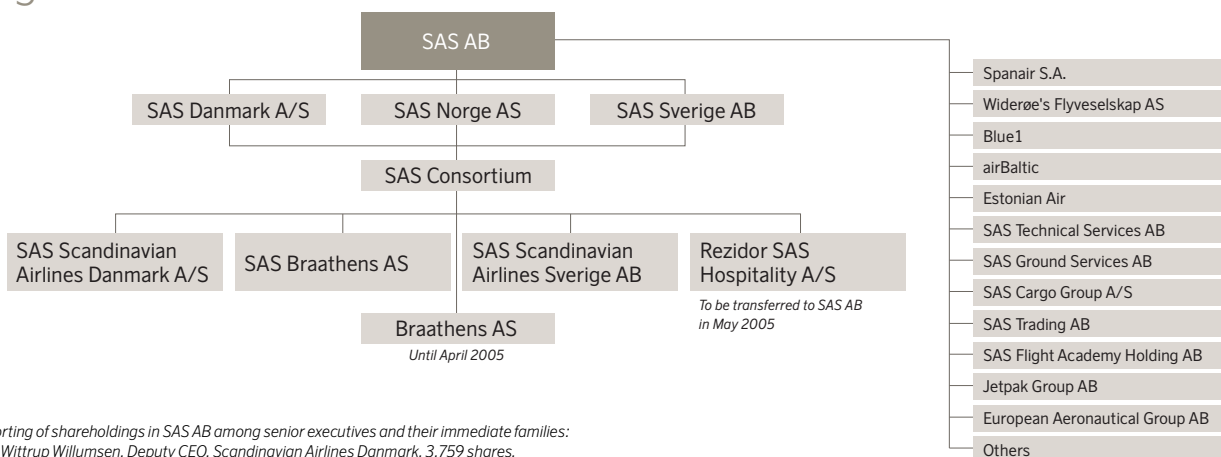 SAS AB
SAS Danmark A/S
SAS Norge AS
SAS Sverige AB
SAS Consortium
SAS Scandinavian
Airlines Danmark A/S
SAS Braathens AS
SAS Scandinavian
Airlines Sverige AB
Rezidor SAS
Hospitality A/S
To be transferred to SAS AB
in May 2005
Braathens AS
Until April 2005
Spanair S.A.
Widerøe's Flyveselskap AS
Blue1
airBaltic
Estonian Air
SAS Technical Services AB
SAS Ground Services AB
SAS Cargo Group A/S
SAS Trading AB
SAS Flight Academy Holding AB
Jetpak Group AB
European Aeronautical Group AB
Others
of shareholdings in SAS AB among senior executives and their immediate families:
Wittrup Willumsen, Deputy CEO, Scandinavian Airlines Danmark, 3,759 shares.